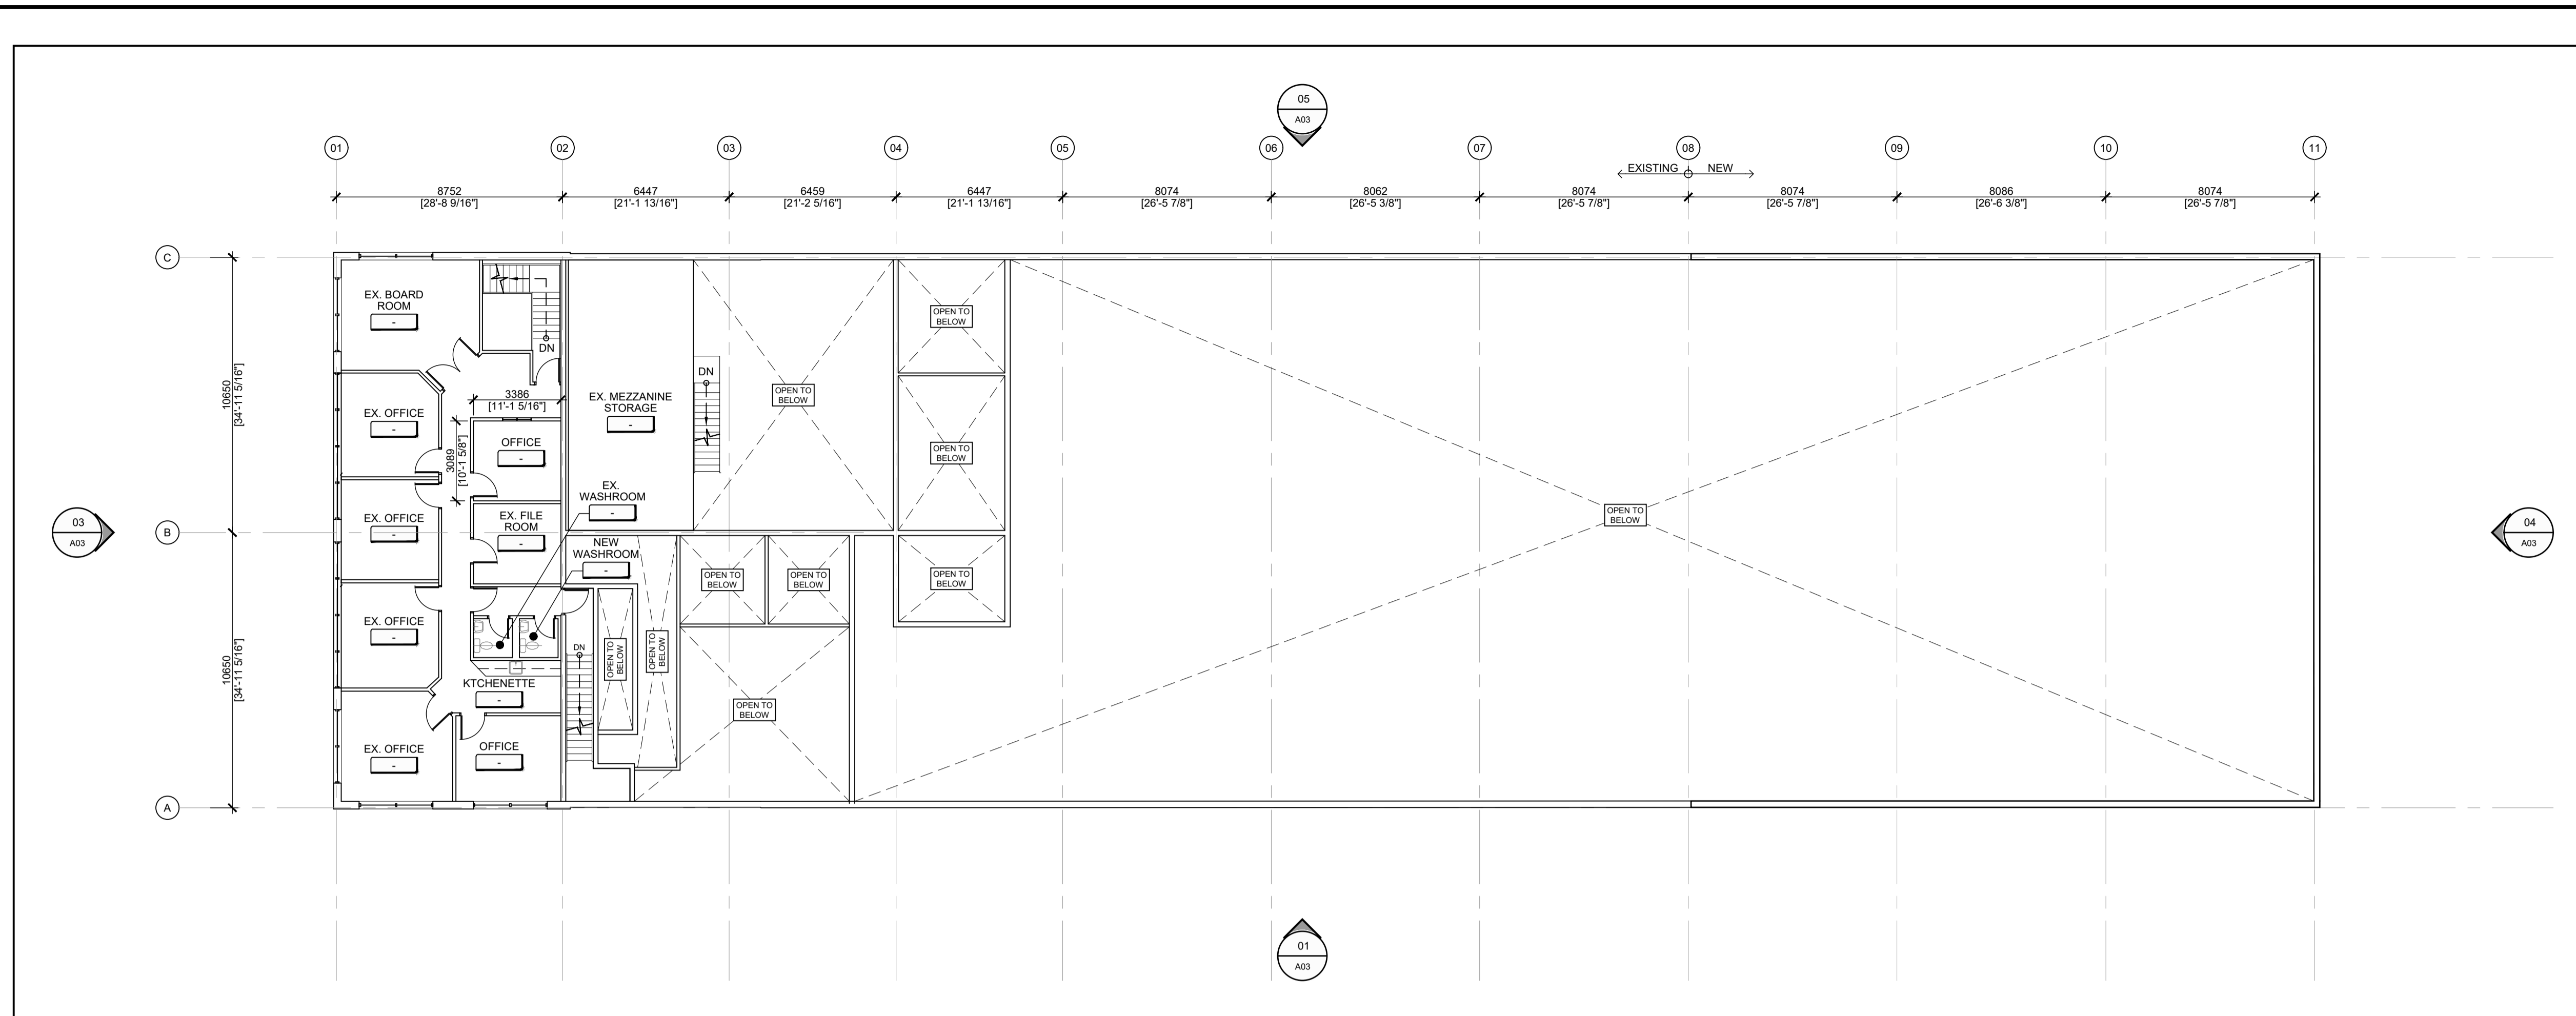 05
A03
01
02
03
04
05
06
07
08
09
10
11
EXISTING
NEW
8752
[28'-8 9/16"]
6447
[21'-1 13/16"]
6459
[21'-2 5/16"]
6447
[21'-1 13/16"]
8074
[26'-5 7/8"]
8062
[26'-5 3/8"]
8074
[26'-5 7/8"]
8074
[26'-5 7/8"]
8086
[26'-6 3/8"]
8074
[26'-5 7/8"]
C
B
A
10650
[34'-11 5/16"]
10650
[34'-11 5/16"]
03
A03
04
A03
EX. BOARD
ROOM
-
DN
EX. OFFICE
-
3386
[11'-1 5/16"]
3089
[10'-1 5/8"]
OFFICE
-
EX. MEZZANINE
STORAGE
-
DN
OPEN TO
BELOW
OPEN TO
BELOW
OPEN TO
BELOW
EX.
WASHROOM
-
EX. OFFICE
-
EX. FILE
ROOM
-
NEW
WASHROOM
-
OPEN TO
BELOW
OPEN TO
BELOW
OPEN TO
BELOW
OPEN TO
BELOW
EX. OFFICE
-
DN
OPEN TO
BELOW
OPEN TO
BELOW
KTCHENETTE
-
OPEN TO
BELOW
EX. OFFICE
-
OFFICE
-
01
A03